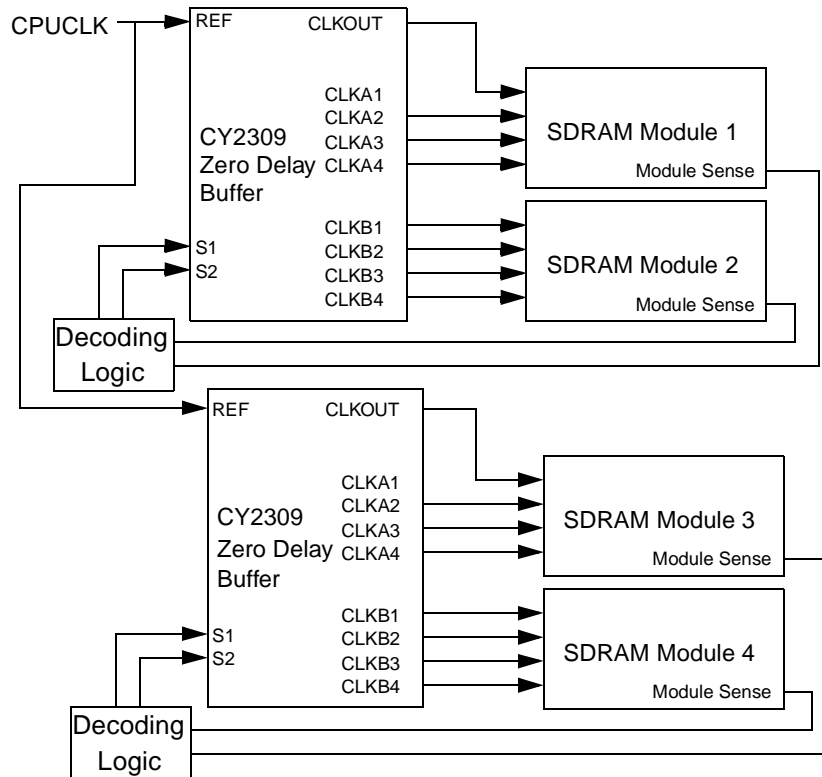 CPUCLK
REF
CLKOUT
CLKA1
CLKA2
CLKA3
CLKA4
CY2309
Zero Delay
Buffer
CLKB1
CLKB2
CLKB3
CLKB4
S1
S2
SDRAM Module 1
Module Sense
SDRAM Module 2
Module Sense
Decoding
Logic
REF
CLKOUT
CLKA1
CLKA2
CLKA3
CLKA4
CY2309
Zero Delay
Buffer
CLKB1
CLKB2
CLKB3
CLKB4
S1
S2
SDRAM Module 3
Module Sense
SDRAM Module 4
Module Sense
Decoding
Logic